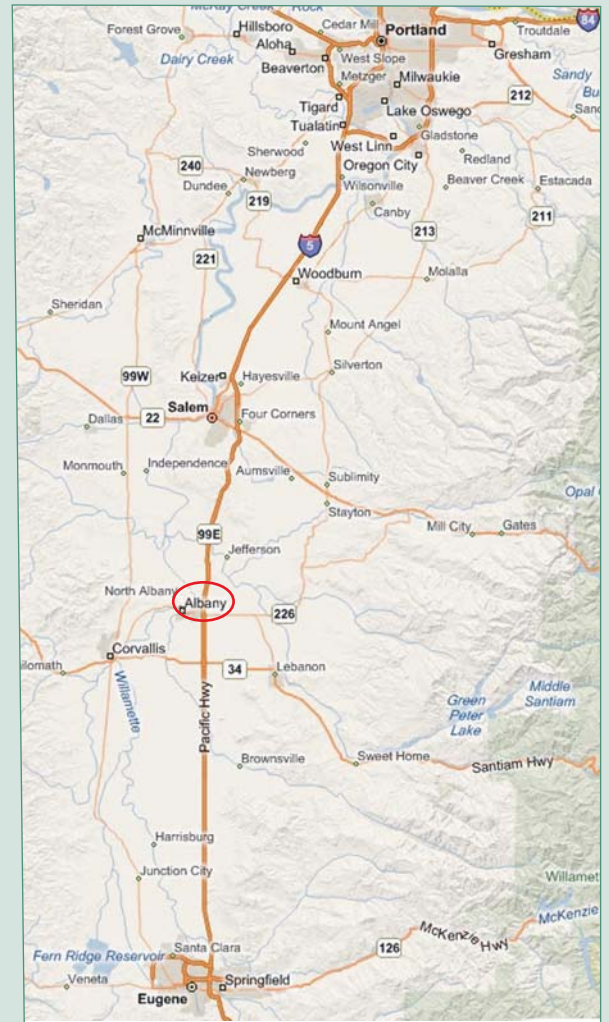 McKay Creek
Rock
84
Forest Grove
Hillsboro
Cedar Mill
Portland
Troutdale
Aloha
West Slope
Gresham
Dairy Creek
Beaverton
Metzger
Milwaukie
Sandy
Tigard
212
Lake Oswego
Tualatin
Gladstone
Sherwood
West Linn
240
Oregon City
Redland
Newberg
Dundee
Wilsonville
Beaver Creek
Estacada
219
Canby
211
McMinnville
213
5
221
Woodburn
Molalla
Sheridan
Mount Angel
Silverton
99W
Keizer
Hayesville
Salem
22
Four Corners
Dallas
Monmouth
Independence
Aumsville
Sublimity
Opal
Stayton
Mill City
Gates
99E
Jefferson
North Albany
Albany
226
Corvallis
ilomath
34
Lebanon
Willamette
Pacific Hwy
Green
Peter
Lake
Middle
Santiam
Brownsville
Sweet Home
Santiam Hwy
Harrisburg
Junction City
Willamet
McKenzie
McKenzie Hwy
Fern Ridge Reservoir
Santa Clara
126
Veneta
Springfield
Eugene